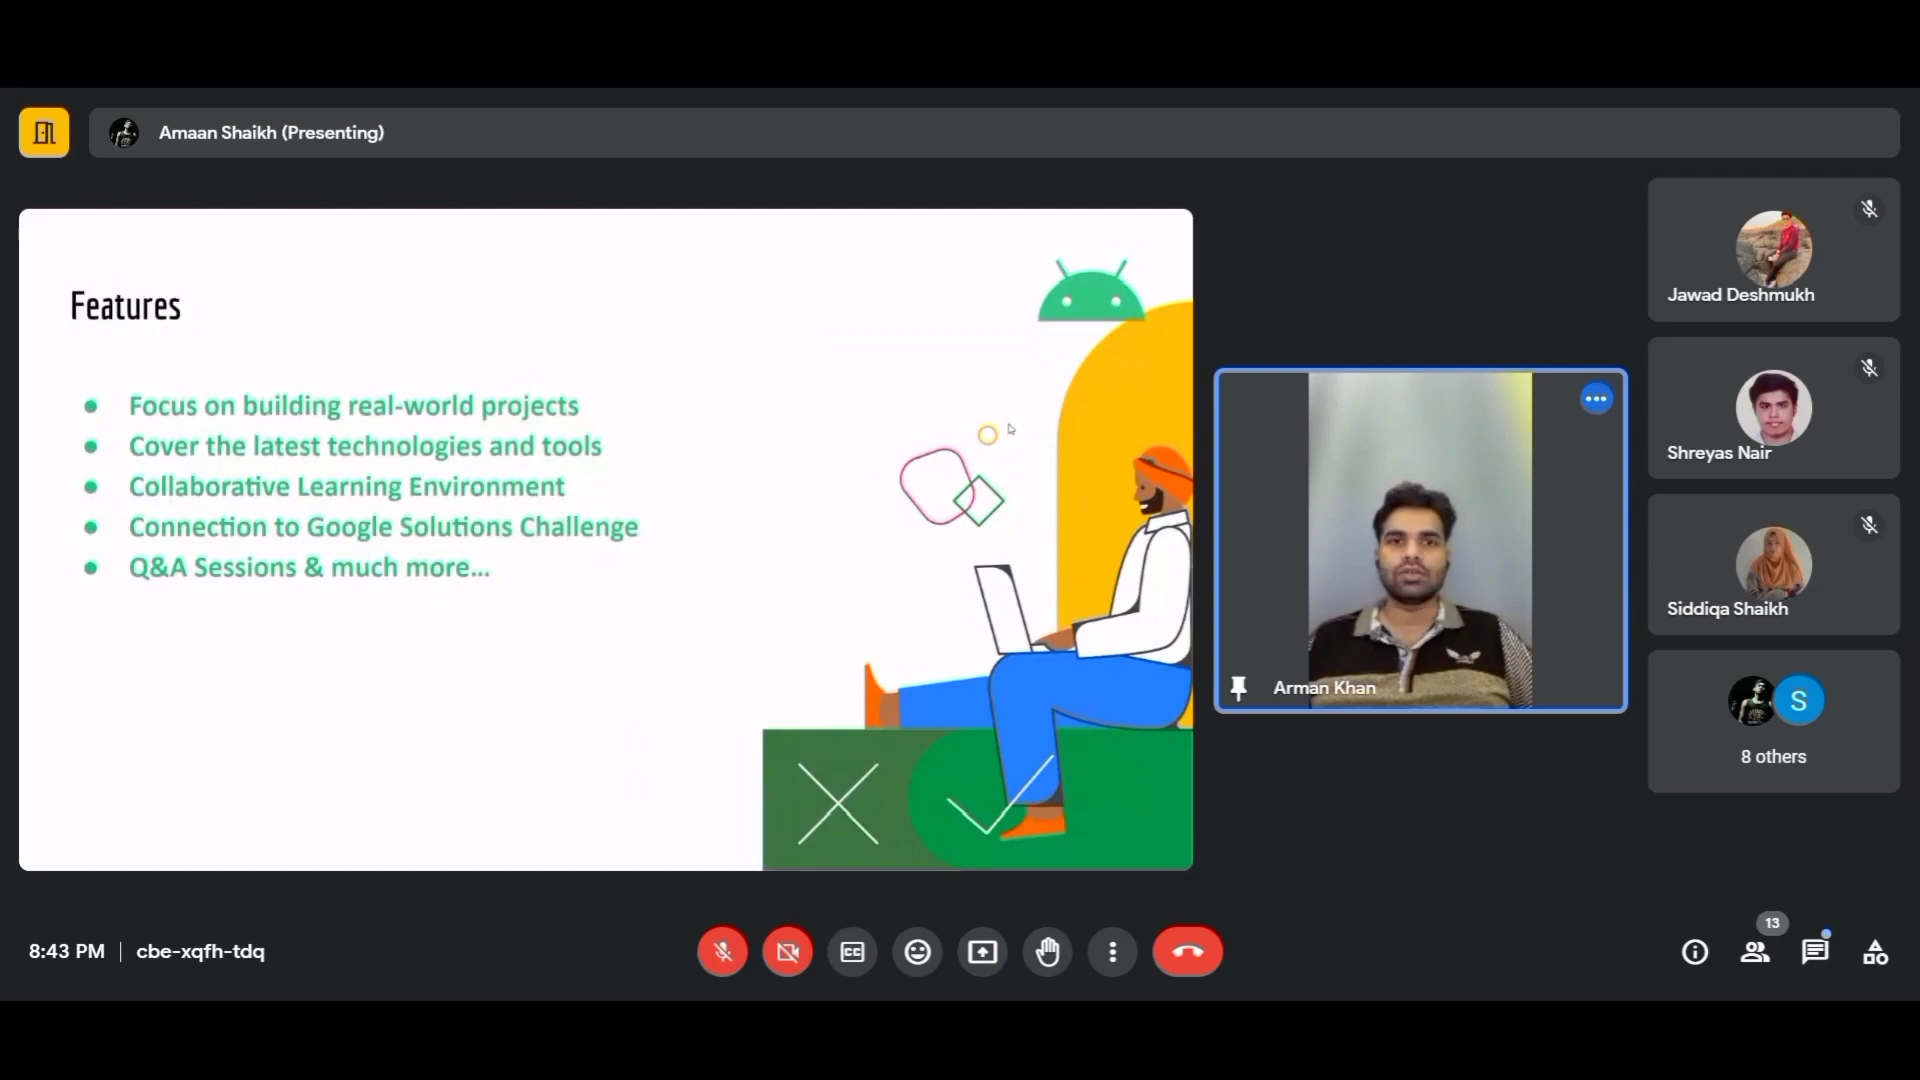 Amaan Shaikh (Presenting)
Features
Focus on building real-world projects
Cover the latest technologies and tools
Collaborative Learning Environment
Connection to Google Solutions Challenge
Q&A Sessions & much more...
Arman Khan
Jawad Deshmukh
Shreyas Nair
Siddiqa Shaikh
S
8 others
8:43 PM | cbe-xqfh-tdq
CC
13